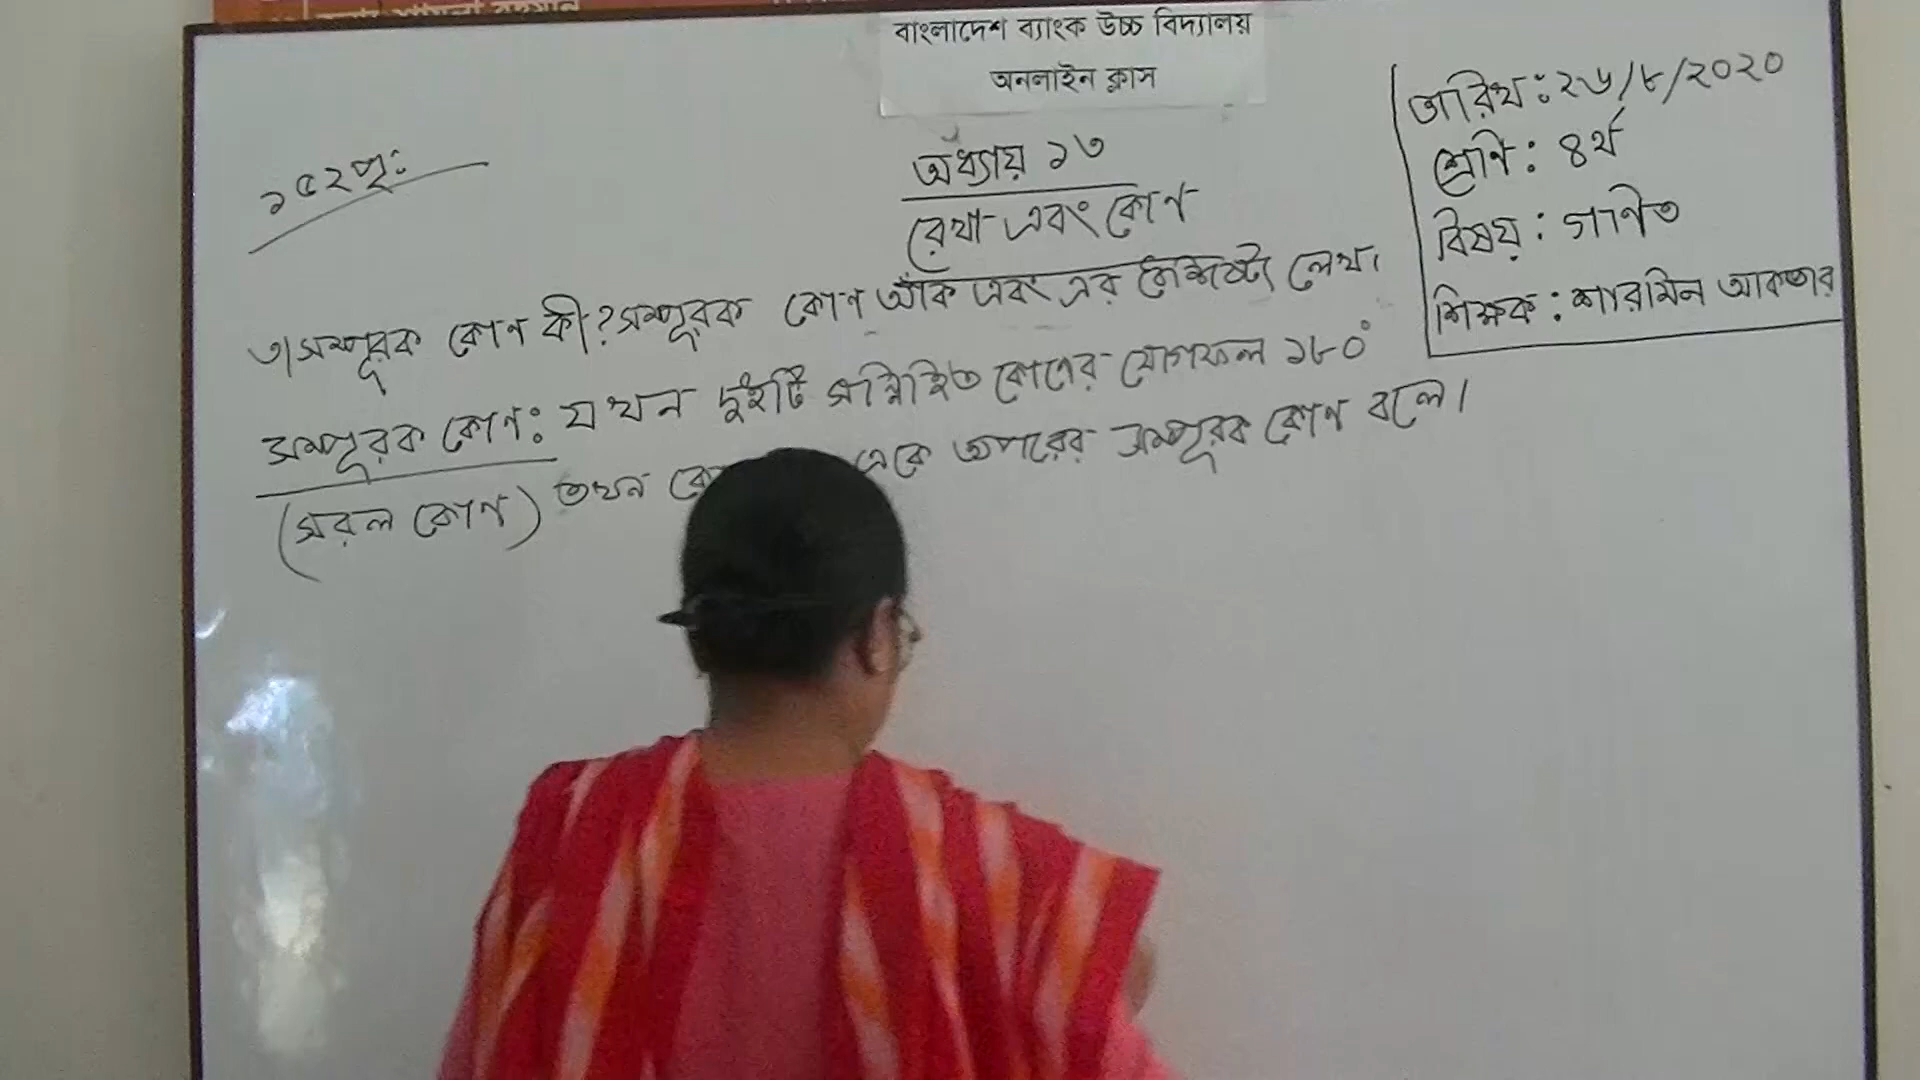 বাংলাদেশ ব্যাংক উচ্চ বিদ্যালয়
অনলাইন ক্লাস
তারিখ: ২৬/৮/২০২০
শ্রেণি: ৪র্থ
বিষয়: গণিত
শিক্ষক: শারমিন আকতার
১৫২পৃ:
অধ্যায় ১৩
রেখা এবং কোণ
৩। সম্পূরক কোণ কী? সম্পূরক কোণ আঁক এবং এর বৈশিষ্ট্য লেখ।
সম্পূরক কোণ: যখন দুইটি সন্নিহিত কোণের যোগফল ১৮০°
(সরল কোণ) তখন একে অপরের সম্পূরক কোণ বলে।